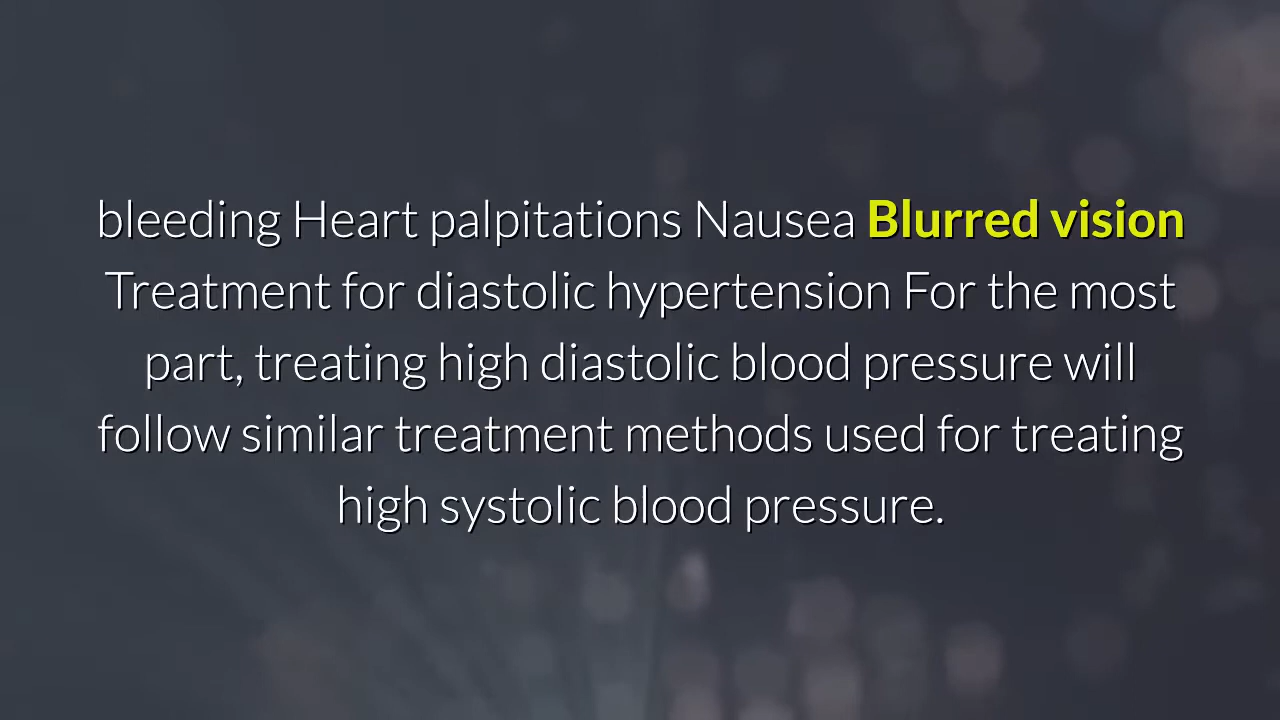 bleeding Heart palpitations Nausea Blurred vision
Treatment for diastolic hypertension For the most
part, treating high diastolic blood pressure will
follow similar treatment methods used for treating
high systolic blood pressure.